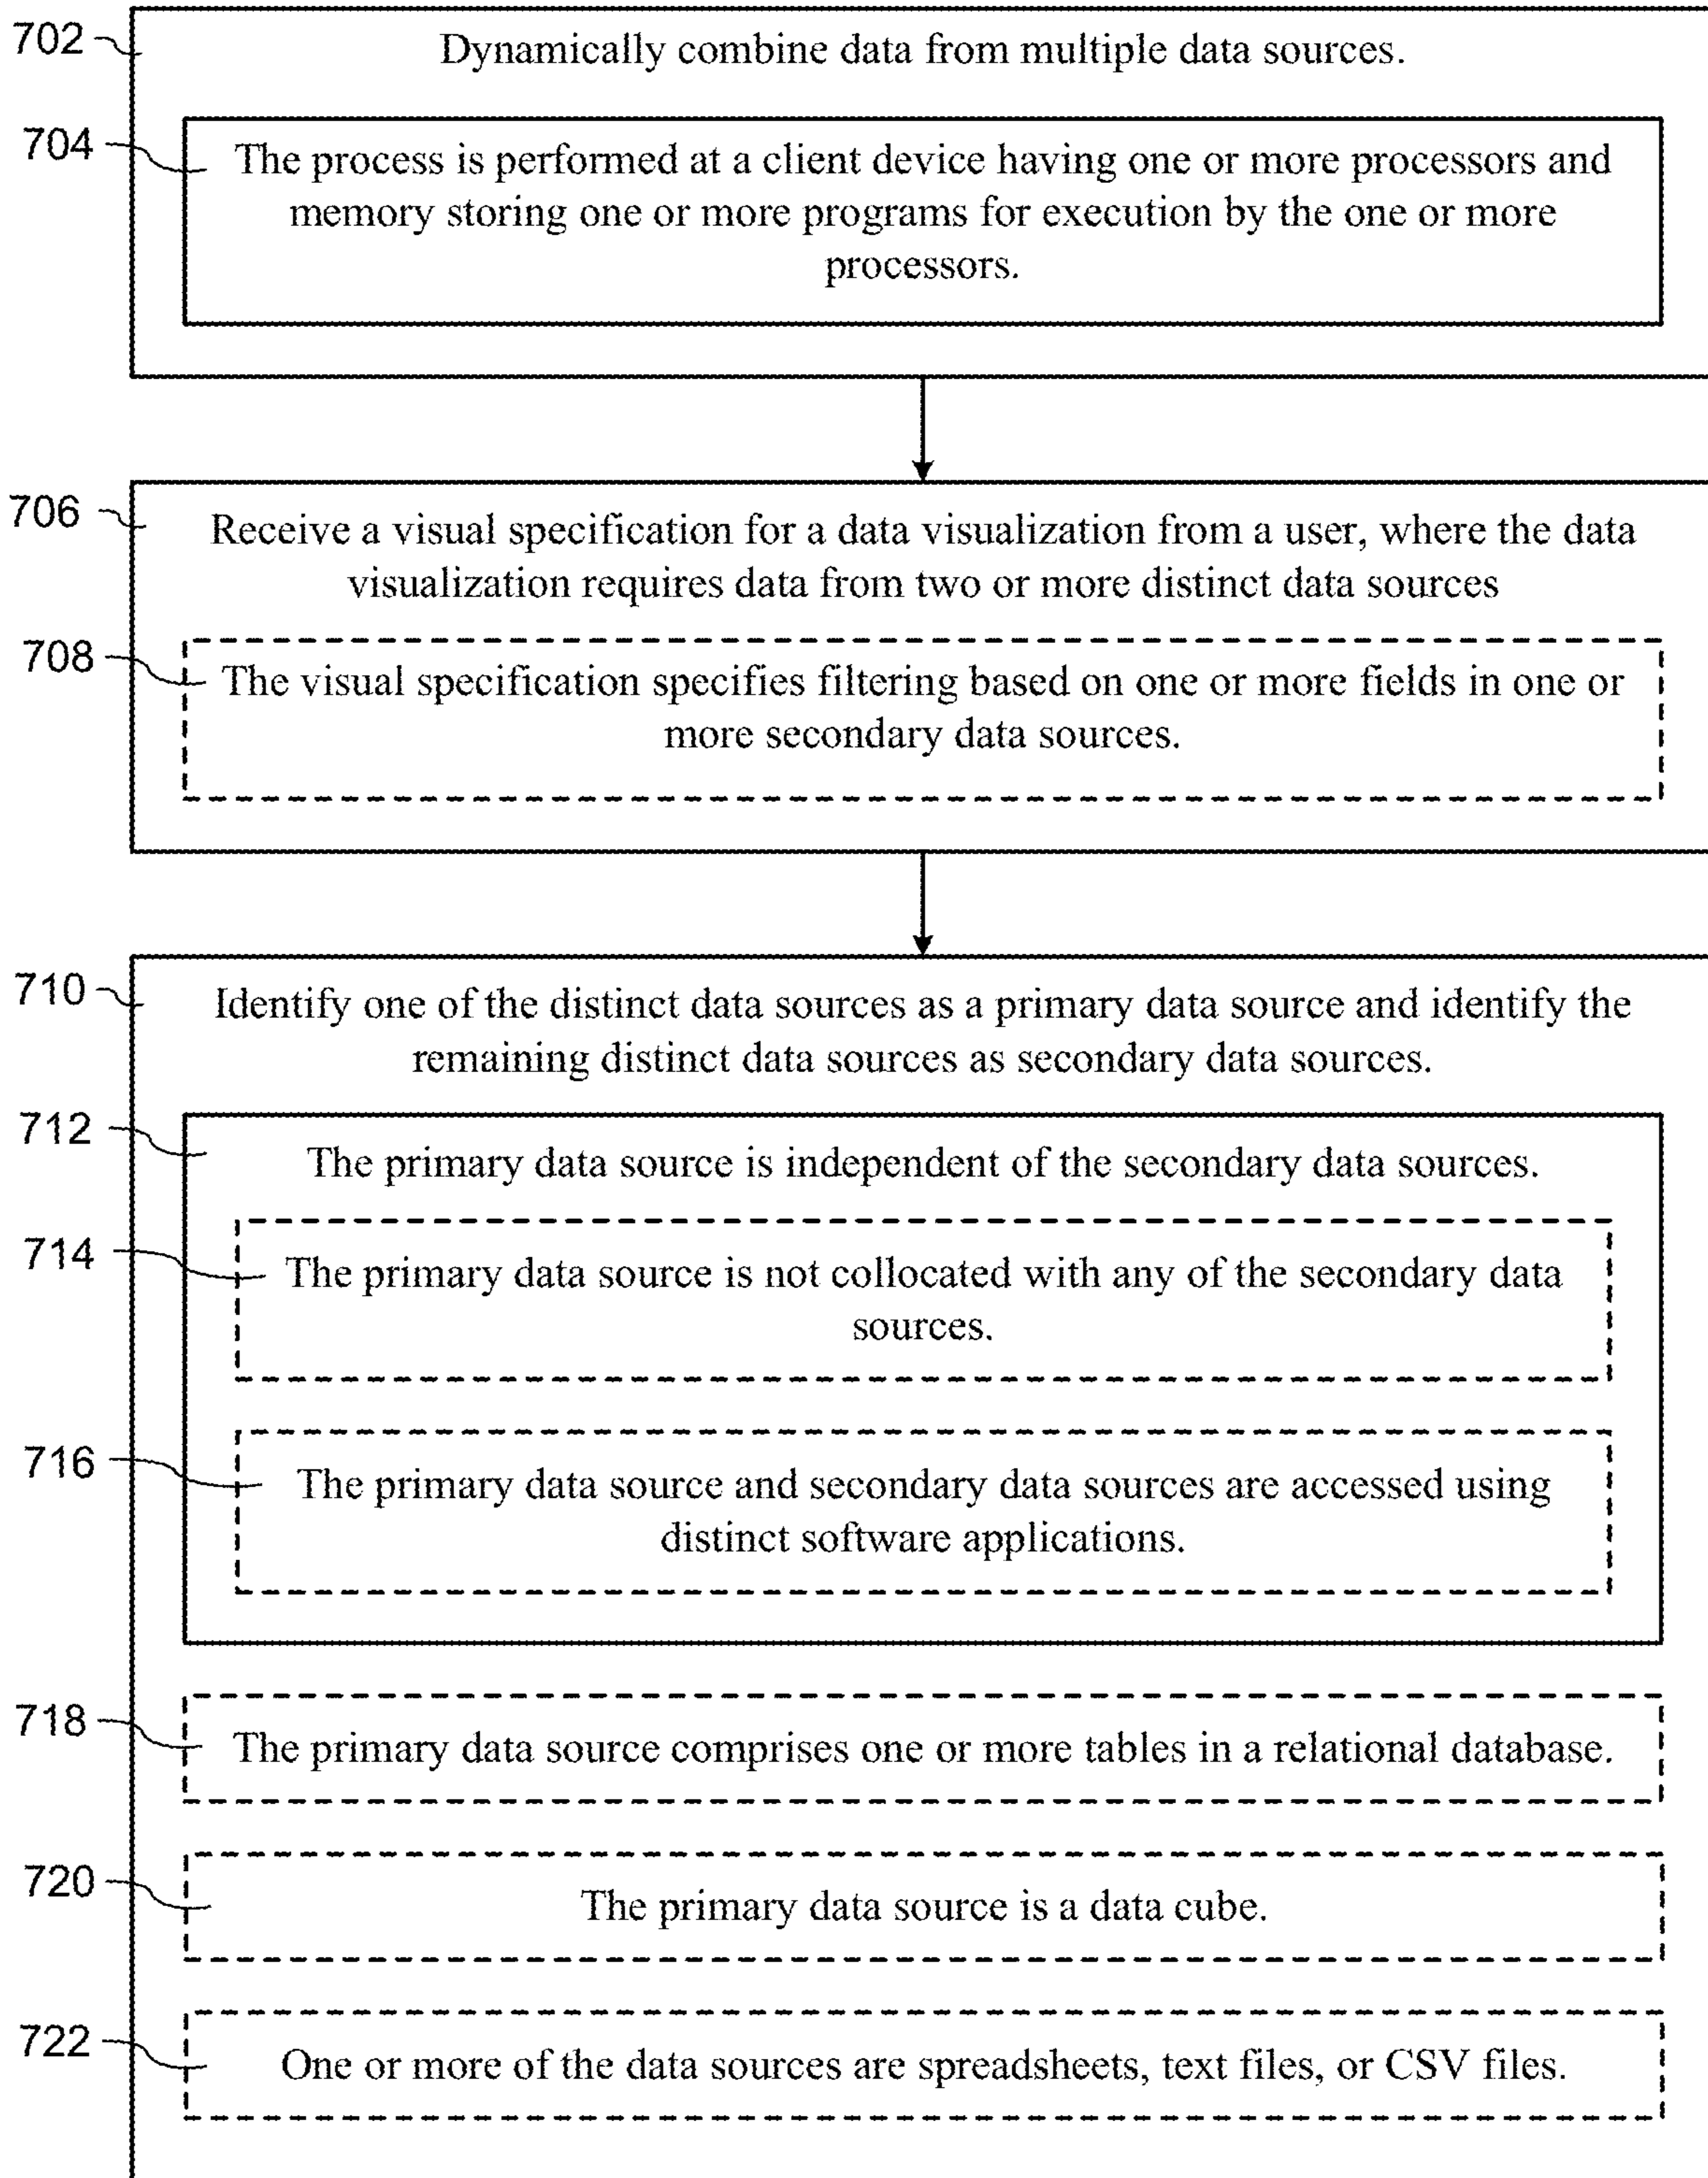 702
Dynamically combine data from multiple data sources.
704
The process is performed at a client device having one or more processors and
memory storing one or more programs for execution by the one or more
processors.
706
Receive a visual specification for a data visualization from a user, where the data
visualization requires data from two or more distinct data sources
708
The visual specification specifies filtering based on one or more fields in one or
more secondary data sources.
710
Identify one of the distinct data sources as a primary data source and identify the
remaining distinct data sources as secondary data sources.
712
The primary data source is independent of the secondary data sources.
714
The primary data source is not collocated with any of the secondary data
sources.
716
The primary data source and secondary data sources are accessed using
distinct software applications.
718
The primary data source comprises one or more tables in a relational database.
720
The primary data source is a data cube.
722
One or more of the data sources are spreadsheets, text files, or CSV files.